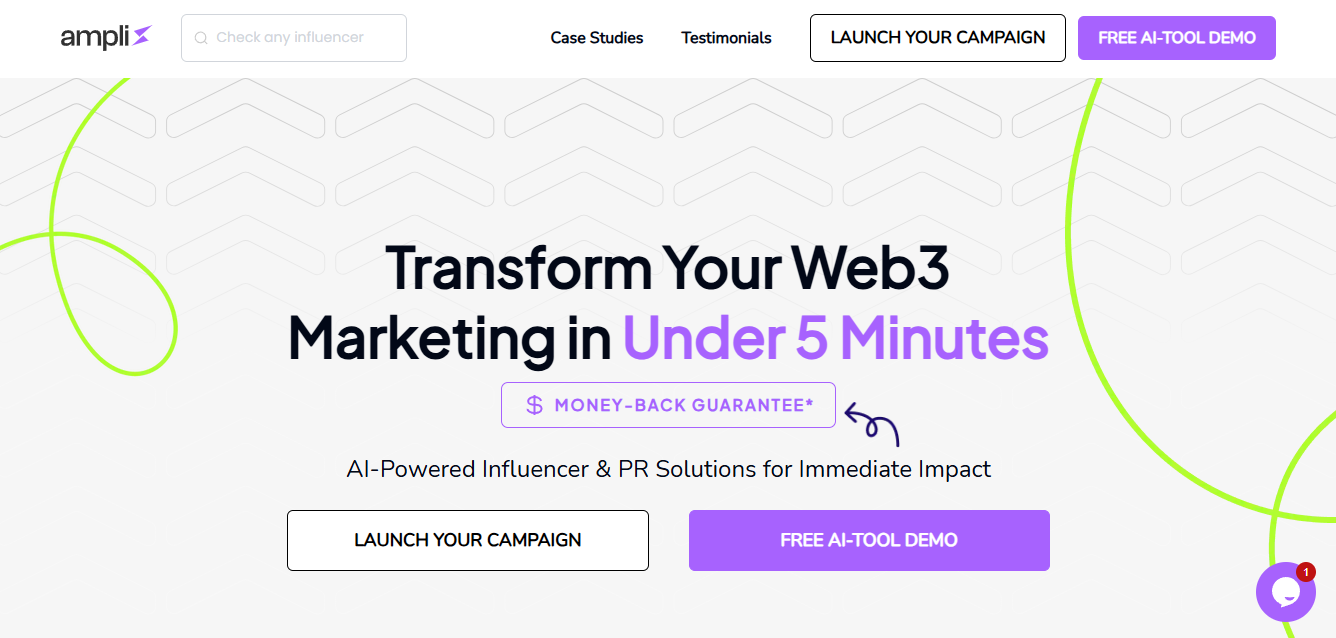 ampli
Check any influencer
Case Studies
Testimonials
LAUNCH YOUR CAMPAIGN
FREE AI-TOOL DEMO
Transform Your Web3
Marketing in Under 5 Minutes
$ MONEY-BACK GUARANTEE*
AI-Powered Influencer & PR Solutions for Immediate Impact
LAUNCH YOUR CAMPAIGN
FREE AI-TOOL DEMO
1